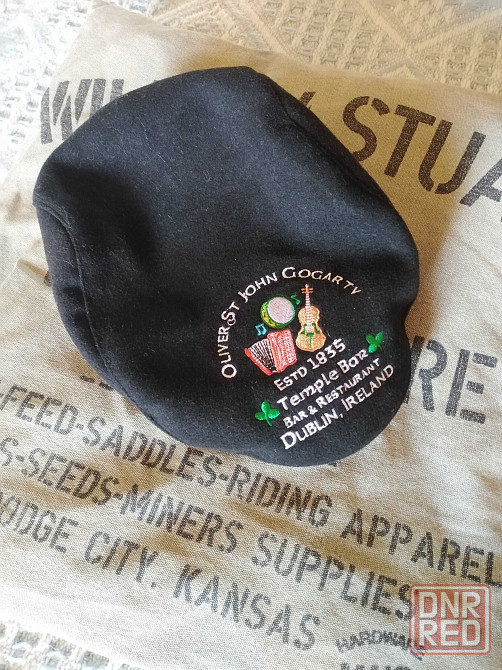 STUA
RE
OLIVER ST JOHN GOGARTY
ESTD 1835
Temple Bar
BAR & RESTAURANT
DUBLIN, IRELAND
-FEED-SADDLES-RIDING APPAREL
S-SEEDS-MINERS SUPPLIES
DODGE CITY. KANSAS
HARDWARE
DNR
RED